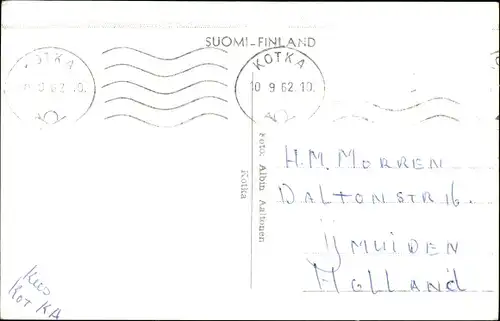 SUOMI-FINLAND
KOTKA
9 62 10.
KOTKA
10 9 62.10.
Foto: Albin Aaltonen
Kotka
H.M. MORREN
DALTONSTR 16.
IJMUIDEN
HOLLAND
KOTKA